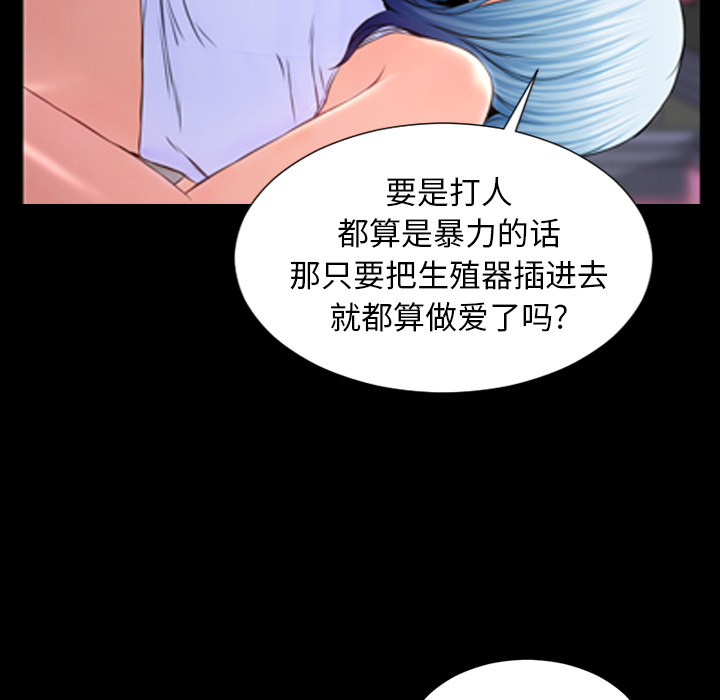 要是打人
都算是暴力的话
那只要把生殖器插进去
就都算做爱了吗?